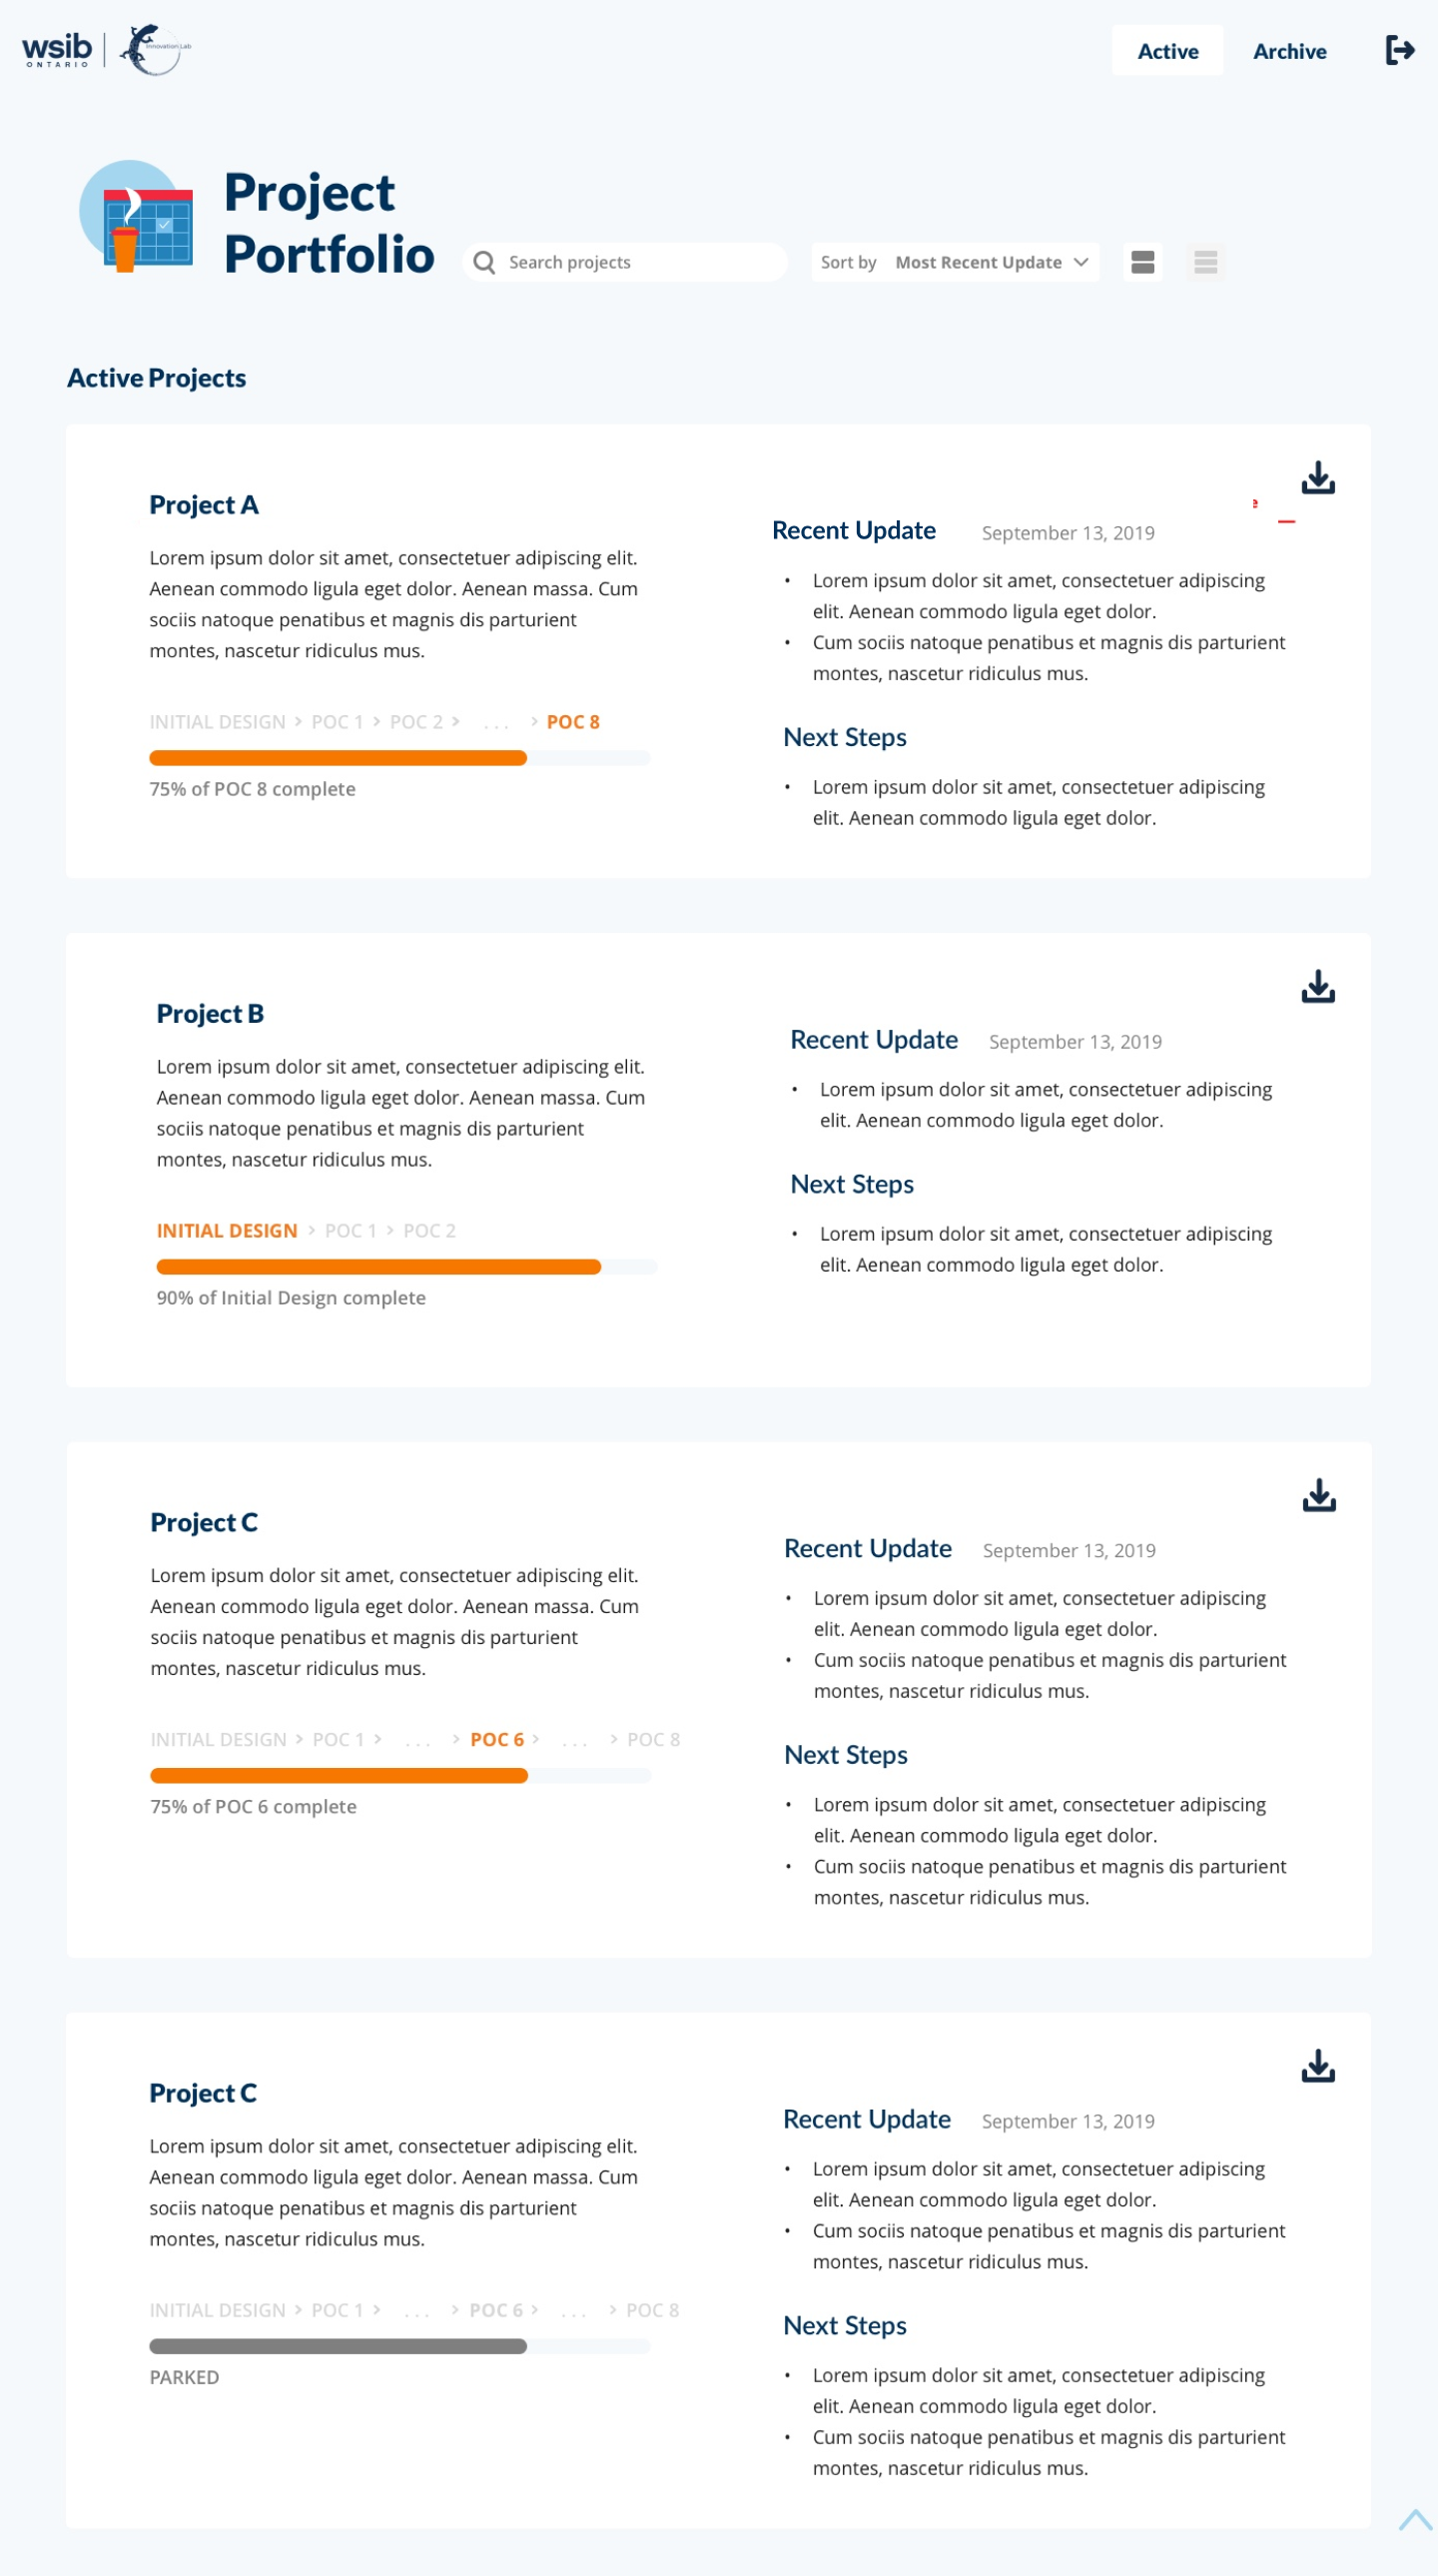 wsib
ONTARIO
Innovation Lab
Active
Archive
Project
Portfolio
Search projects
Sort by Most Recent Update
Active Projects
Project A
Lorem ipsum dolor sit amet, consectetuer adipiscing elit.
Aenean commodo ligula eget dolor. Aenean massa. Cum
sociis natoque penatibus et magnis dis parturient
montes, nascetur ridiculus mus.
INITIAL DESIGN > POC 1 > POC 2 > ... > POC 8
75% of POC 8 complete
Recent Update September 13, 2019
• Lorem ipsum dolor sit amet, consectetuer adipiscing
elit. Aenean commodo ligula eget dolor.
• Cum sociis natoque penatibus et magnis dis parturient
montes, nascetur ridiculus mus.
Next Steps
• Lorem ipsum dolor sit amet, consectetuer adipiscing
elit. Aenean commodo ligula eget dolor.
Project B
Lorem ipsum dolor sit amet, consectetuer adipiscing elit.
Aenean commodo ligula eget dolor. Aenean massa. Cum
sociis natoque penatibus et magnis dis parturient
montes, nascetur ridiculus mus.
INITIAL DESIGN > POC 1 > POC 2
90% of Initial Design complete
Recent Update September 13, 2019
• Lorem ipsum dolor sit amet, consectetuer adipiscing
elit. Aenean commodo ligula eget dolor.
Next Steps
• Lorem ipsum dolor sit amet, consectetuer adipiscing
elit. Aenean commodo ligula eget dolor.
Project C
Lorem ipsum dolor sit amet, consectetuer adipiscing elit.
Aenean commodo ligula eget dolor. Aenean massa. Cum
sociis natoque penatibus et magnis dis parturient
montes, nascetur ridiculus mus.
INITIAL DESIGN > POC 1 > ... > POC 6 > ... > POC 8
75% of POC 6 complete
Recent Update September 13, 2019
• Lorem ipsum dolor sit amet, consectetuer adipiscing
elit. Aenean commodo ligula eget dolor.
• Cum sociis natoque penatibus et magnis dis parturient
montes, nascetur ridiculus mus.
Next Steps
• Lorem ipsum dolor sit amet, consectetuer adipiscing
elit. Aenean commodo ligula eget dolor.
• Cum sociis natoque penatibus et magnis dis parturient
montes, nascetur ridiculus mus.
Project C
Lorem ipsum dolor sit amet, consectetuer adipiscing elit.
Aenean commodo ligula eget dolor. Aenean massa. Cum
sociis natoque penatibus et magnis dis parturient
montes, nascetur ridiculus mus.
INITIAL DESIGN > POC 1 > ... > POC 6 > ... > POC 8
PARKED
Recent Update September 13, 2019
• Lorem ipsum dolor sit amet, consectetuer adipiscing
elit. Aenean commodo ligula eget dolor.
• Cum sociis natoque penatibus et magnis dis parturient
montes, nascetur ridiculus mus.
Next Steps
• Lorem ipsum dolor sit amet, consectetuer adipiscing
elit. Aenean commodo ligula eget dolor.
• Cum sociis natoque penatibus et magnis dis parturient
montes, nascetur ridiculus mus.